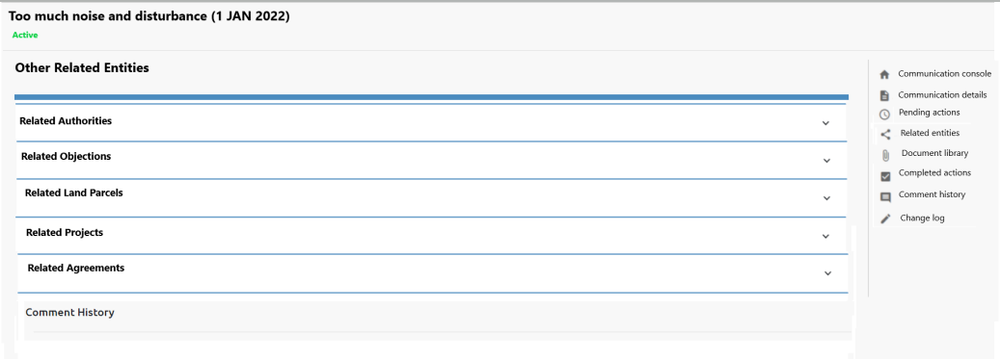 Too much noise and disturbance (1 JAN 2022)
Active
Other Related Entities
Related Authorities
Related Objections
Related Land Parcels
Related Projects
Related Agreements
Comment History
Communication console
Communication details
Pending actions
Related entities
Document library
Completed actions
Comment history
Change log